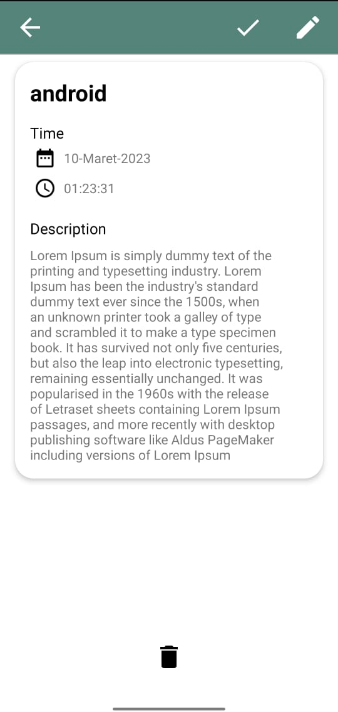 android
Time
10-Maret-2023
01:23:31
Description
Lorem Ipsum is simply dummy text of the
printing and typesetting industry. Lorem
Ipsum has been the industry's standard
dummy text ever since the 1500s, when
an unknown printer took a galley of type
and scrambled it to make a type specimen
book. It has survived not only five centuries,
but also the leap into electronic typesetting,
remaining essentially unchanged. It was
popularised in the 1960s with the release
of Letraset sheets containing Lorem Ipsum
passages, and more recently with desktop
publishing software like Aldus PageMaker
including versions of Lorem Ipsum